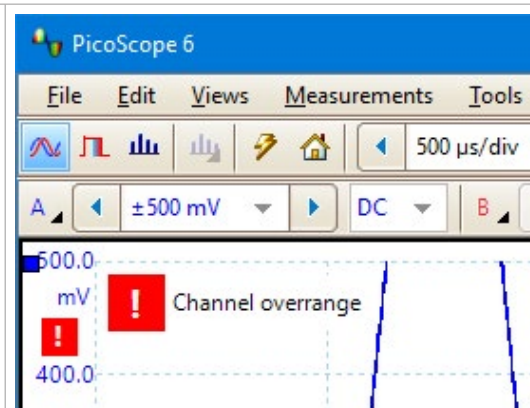 PicoScope 6
File Edit Views Measurements Tools
500 µs/div
A ±500 mV DC B
500.0
mV
! Channel overrange
!
400.0